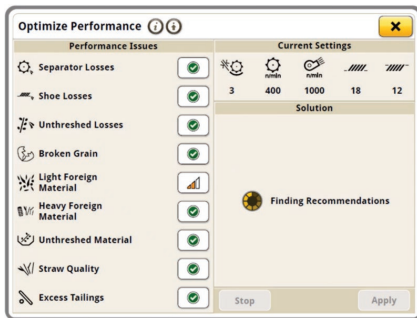 Optimize Performance
Performance Issues
Separator Losses
Shoe Losses
Unthreshed Losses
Broken Grain
Light Foreign
Material
Heavy Foreign
Material
Unthreshed Material
Straw Quality
Excess Tailings
Current Settings
n/min n/min
3 400 1000 18 12
Solution
Finding Recommendations
Stop Apply